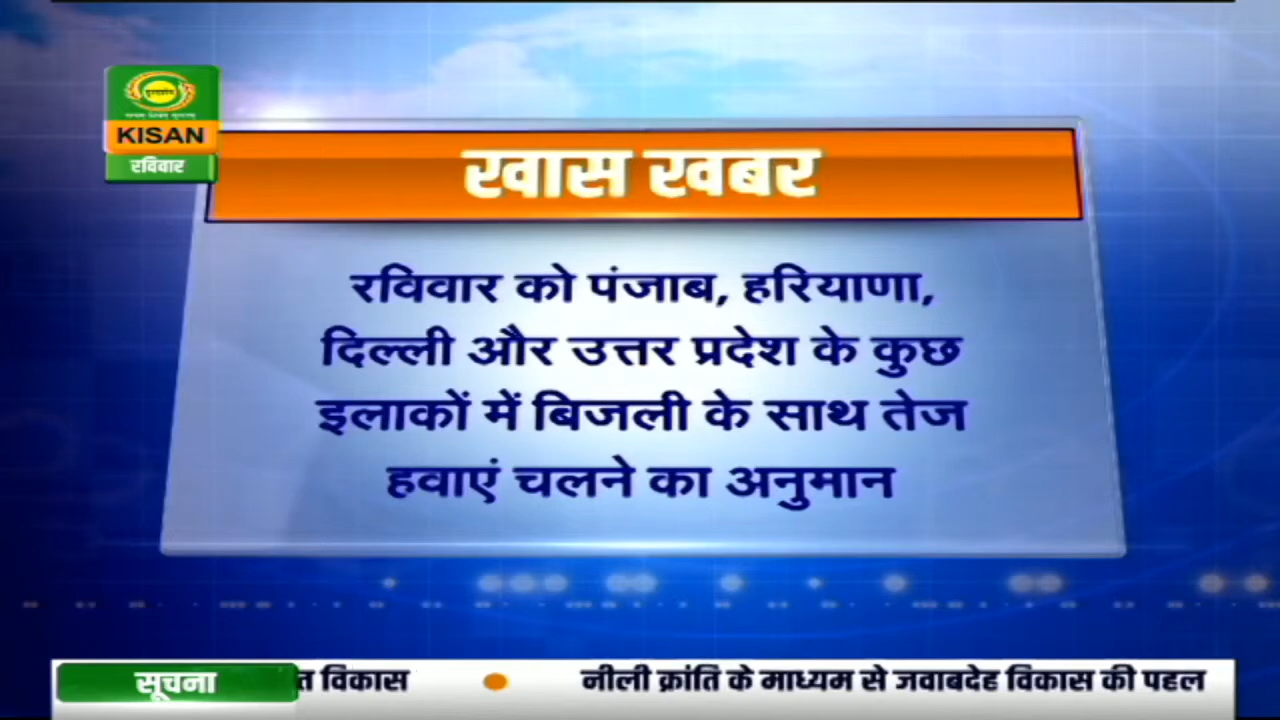 KISAN
रविवार
खास खबर
रविवार को पंजाब, हरियाणा,
दिल्ली और उत्तर प्रदेश के कुछ
इलाकों में बिजली के साथ तेज
हवाएं चलने का अनुमान
सूचना
त विकास
नीली क्रांति के माध्यम से जवाबदेह विकास की पहल